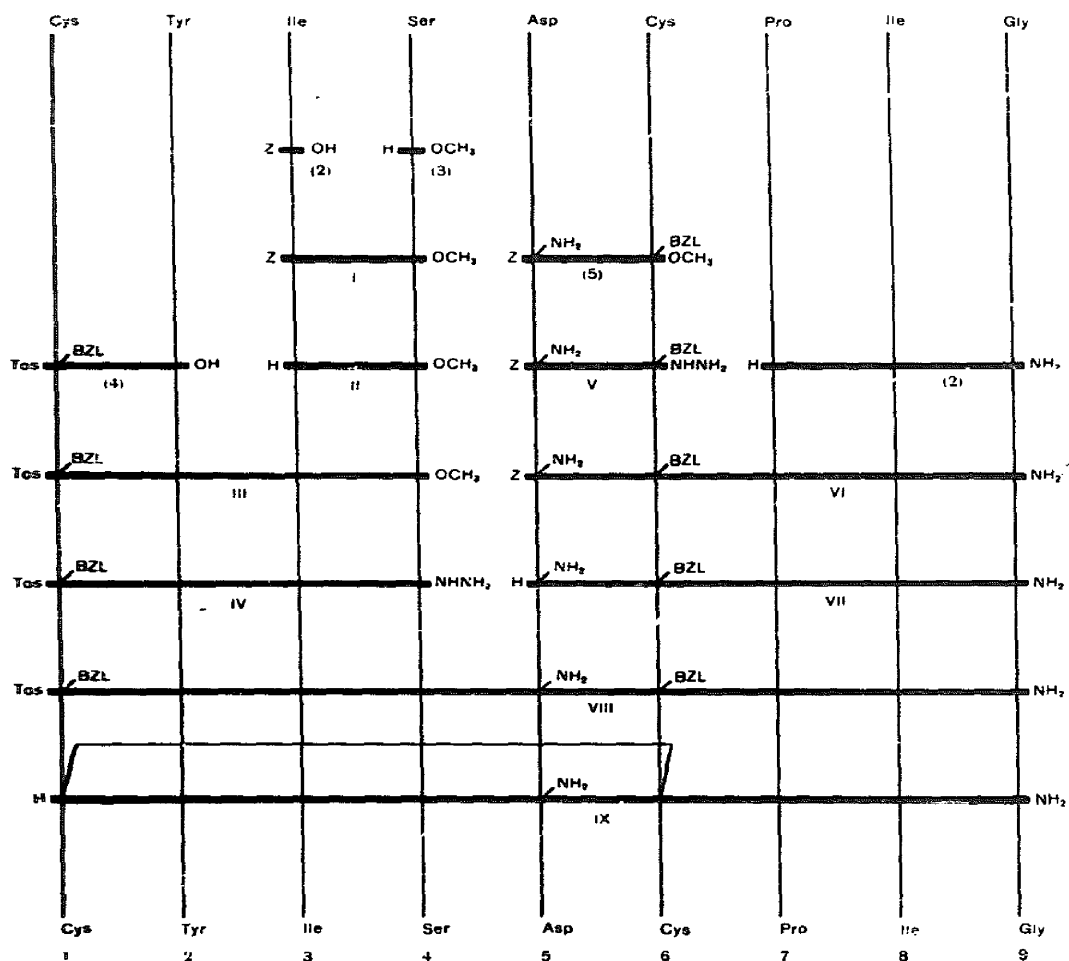 Cys Tyr Ile Ser Asp Cys Pro Ile Gly
Z OH H OCH₃
(2) (3)
NH₂ BZL
Z OCH₃ Z OCH₃
I (5)
BZL NH₂ BZL
Tos OH H OCH₃ Z NHNH₂ H NH₂
(4) II V (2)
BZL NH₂ BZL
Tos OCH₃ Z NH₂
III VI
BZL NH₂ BZL
Tos NHNH₂ H NH₂
IV VII
BZL NH₂ BZL
Tos NH₂
VIII
NH₂
H NH₂
IX
Cys Tyr Ile Ser Asp Cys Pro Ile Gly
1 2 3 4 5 6 7 8 9